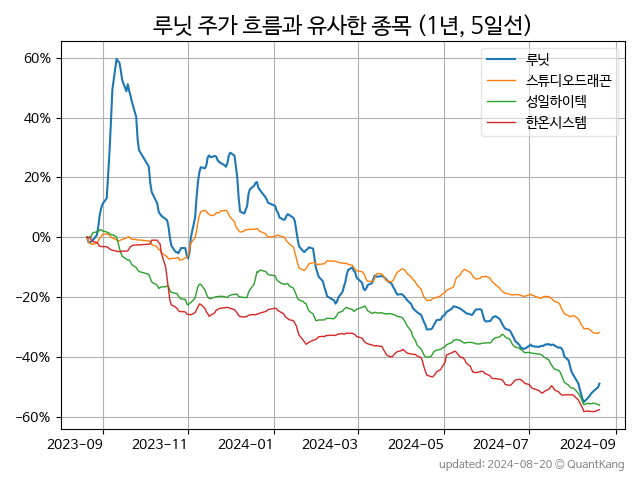 루닛 주가 흐름과 유사한 종목 (1년, 5일선)
루닛
스튜디오드래곤
성일하이텍
한온시스템
60%
40%
20%
0%
−20%
−40%
−60%
2023-09 2023-11 2024-01 2024-03 2024-05 2024-07 2024-09
updated: 2024-08-20 © QuantKang